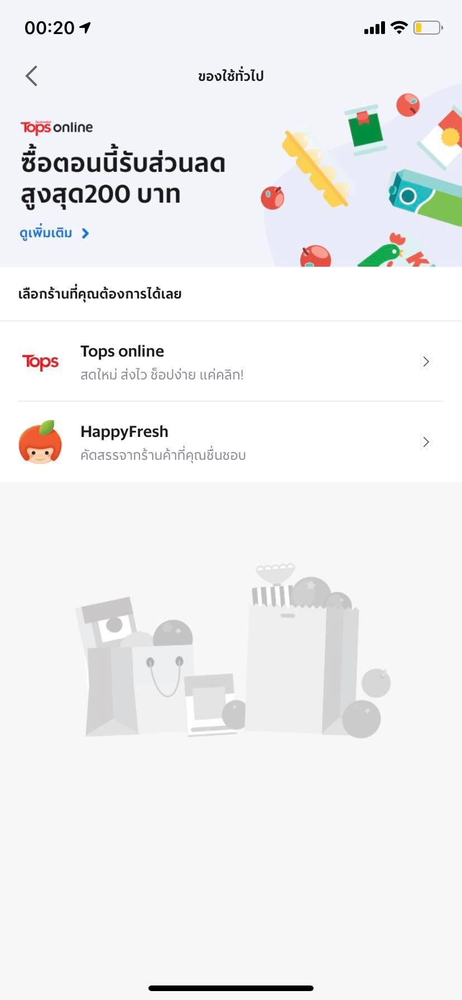 00:20
ของใช้ทั่วไป
Tops online
ซื้อตอนนี้รับส่วนลด
สูงสุด200 บาท
ดูเพิ่มเติม
เลือกร้านที่คุณต้องการได้เลย
Tops
Tops online
สดใหม่ ส่งไว ช็อปง่าย แค่คลิก!
HappyFresh
คัดสรรจากร้านค้าที่คุณชื่นชอบ